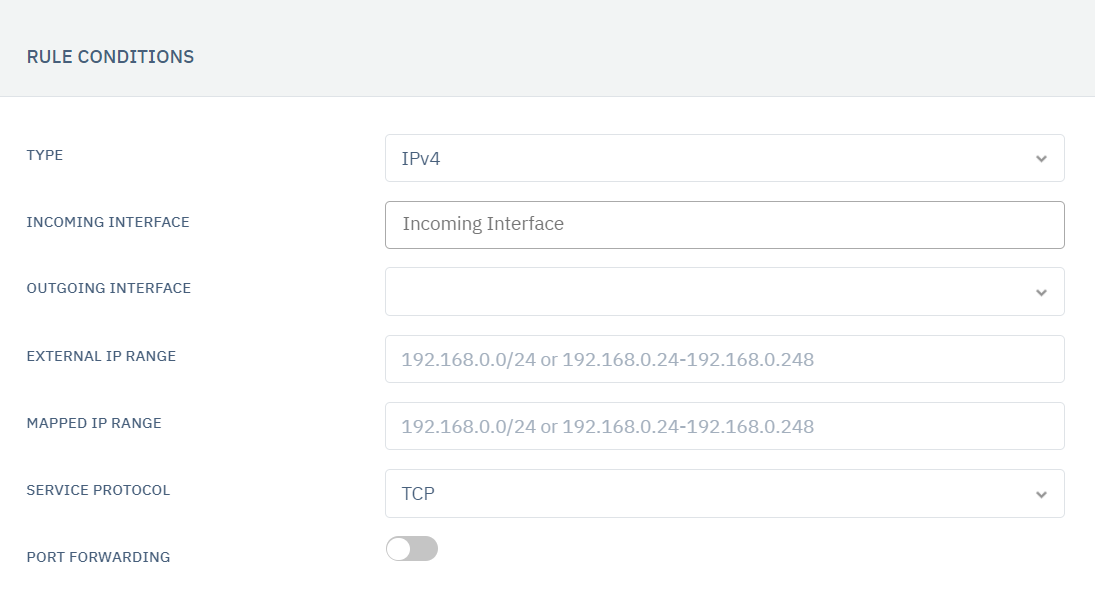 RULE CONDITIONS
TYPE
IPv4
INCOMING INTERFACE
Incoming Interface
OUTGOING INTERFACE
EXTERNAL IP RANGE
192.168.0.0/24 or 192.168.0.24-192.168.0.248
MAPPED IP RANGE
192.168.0.0/24 or 192.168.0.24-192.168.0.248
SERVICE PROTOCOL
TCP
PORT FORWARDING